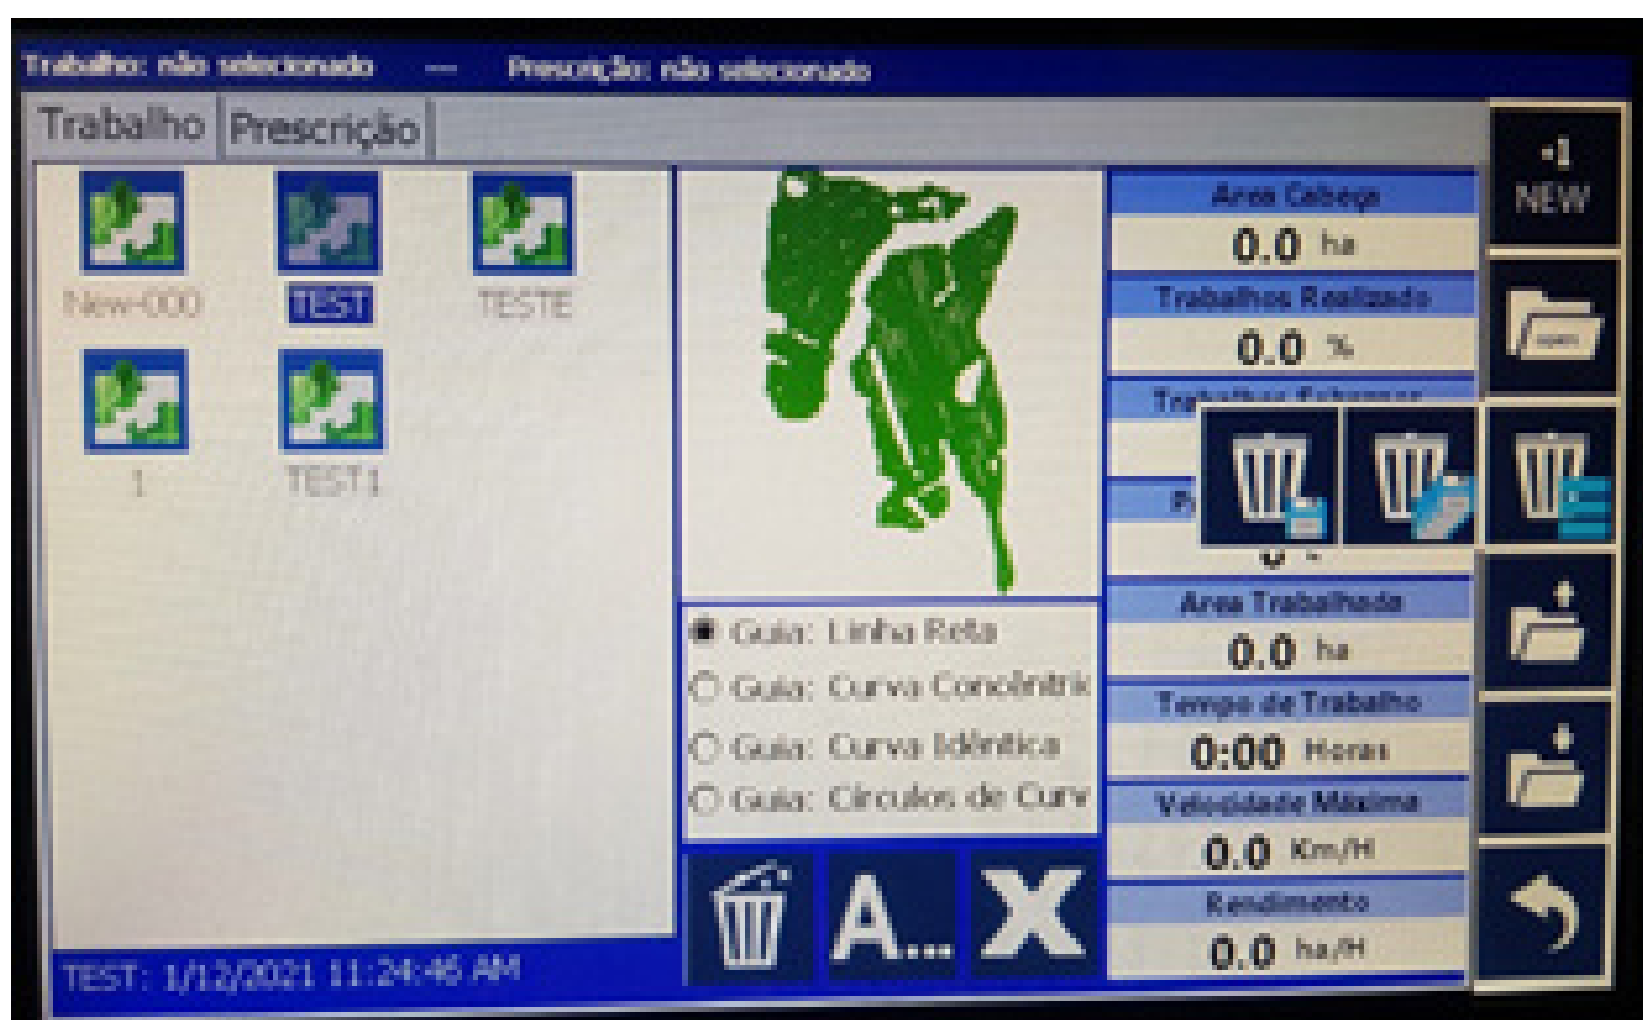 Trabalho: não selecionado --- Prescrição: não selecionado
Trabalho Prescrição
New-000 TEST TESTE
1 TEST1
TEST: 1/12/2021 11:24:46 AM
Guia: Linha Reta
Guia: Curva Concêntric
Guia: Curva Idêntica
Guia: Círculos de Curv
A... X
Area Cabeça
0.0 ha
Trabalhos Realizado
0.0 %
Trabalhos
Area Trabalhada
0.0 ha
Tempo de Trabalho
0:00 Horas
Velocidade Máxima
0.0 Km/H
Rendimento
0.0 ha/H
+1
NEW